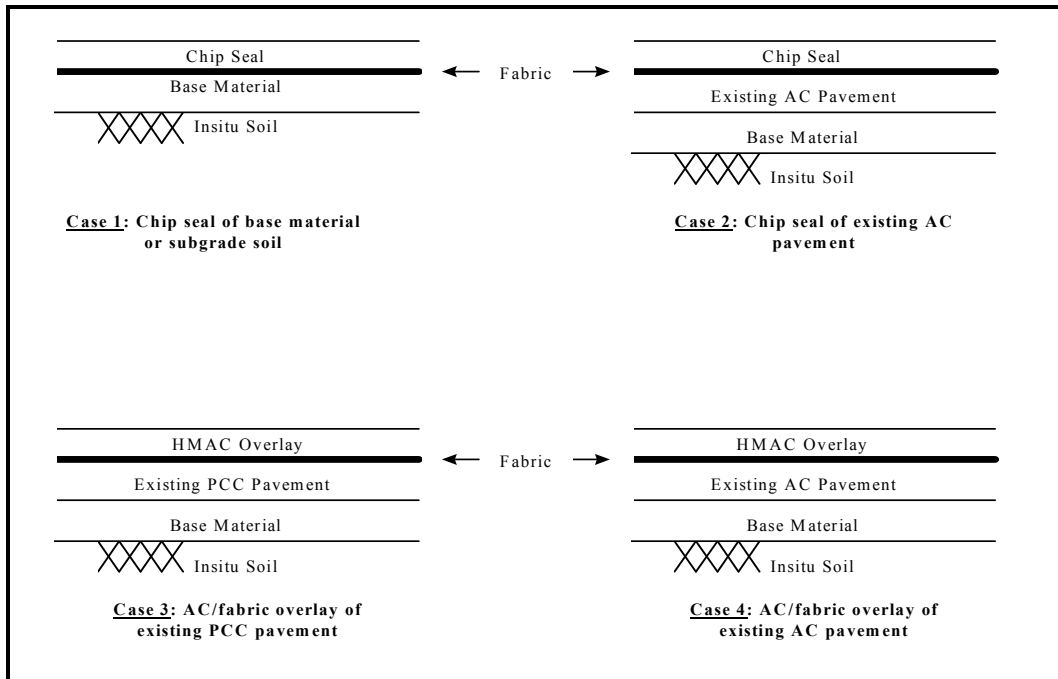 Chip Seal
Base Material
Insitu Soil
Case 1: Chip seal of base material
or subgrade soil
Fabric
Chip Seal
Existing AC Pavement
Base Material
Insitu Soil
Case 2: Chip seal of existing AC
pavement
HMAC Overlay
Existing PCC Pavement
Base Material
Insitu Soil
Case 3: AC/fabric overlay of
existing PCC pavement
Fabric
HMAC Overlay
Existing AC Pavement
Base Material
Insitu Soil
Case 4: AC/fabric overlay of
existing AC pavement